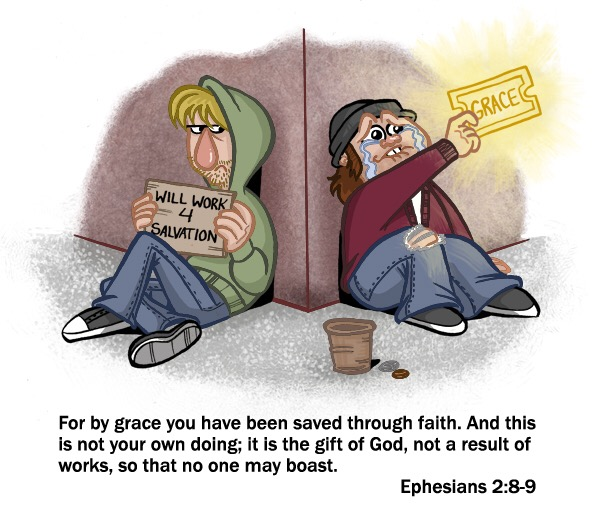 WILL WORK
4
SALVATION
GRACE
For by grace you have been saved through faith. And this
is not your own doing; it is the gift of God, not a result of
works, so that no one may boast.
Ephesians 2:8-9